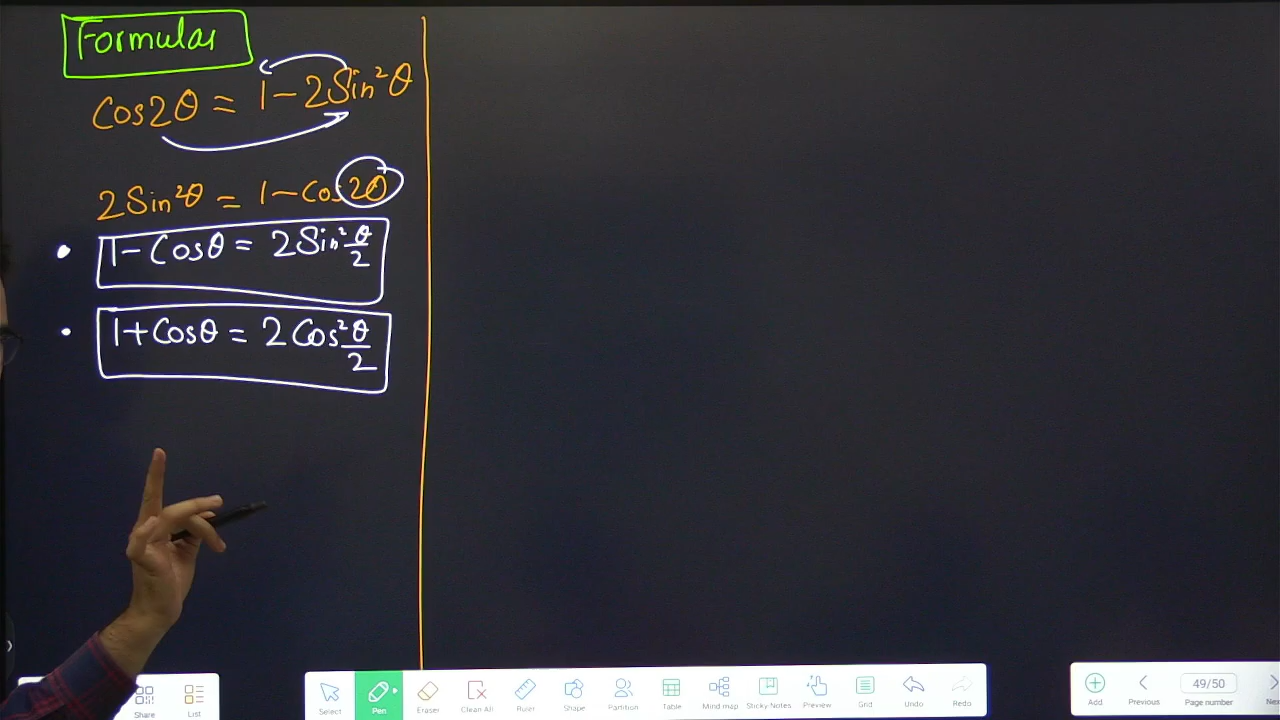 Formulas
Cos2θ = 1 − 2Sin²θ
2Sin²θ = 1 − Cos2θ
• 1 − Cosθ = 2Sin²θ/2
• 1 + Cosθ = 2Cos²θ/2
Share List Select Pen Eraser Clean All Ruler Shape Partition Table Mind map Sticky Notes Preview Grid Undo Redo Add Previous 49/50 Page number